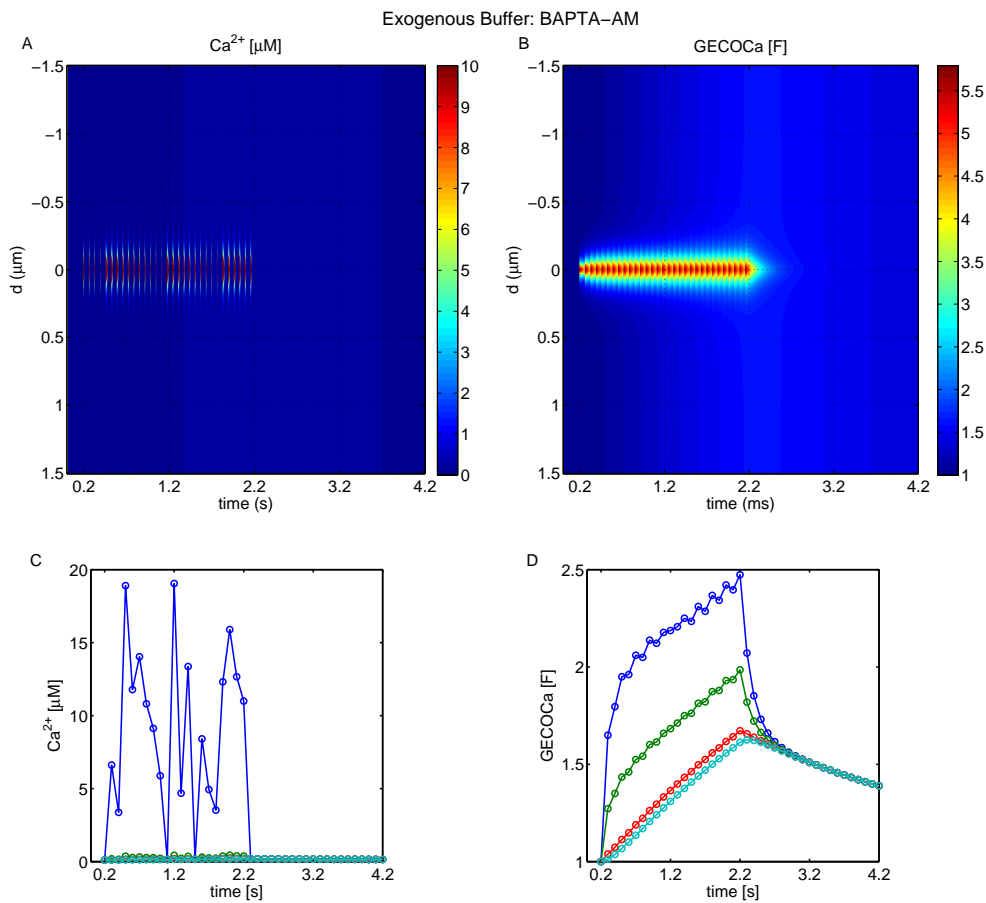 Exogenous Buffer: BAPTA−AM
A
Ca2+ [μM]
B
GECOCa [F]
−1.5
−1
−0.5
0
0.5
1
1.5
d (μm)
0.2 1.2 2.2 3.2 4.2
time (s)
10
9
8
7
6
5
4
3
2
1
0
−1.5
−1
−0.5
0
0.5
1
1.5
d (μm)
0.2 1.2 2.2 3.2 4.2
time (ms)
5.5
5
4.5
4
3.5
3
2.5
2
1.5
1
C
20
15
10
5
0
Ca2+ [μM]
0.2 1.2 2.2 3.2 4.2
time [s]
D
2.5
2
1.5
1
GECOCa [F]
0.2 1.2 2.2 3.2 4.2
time [s]